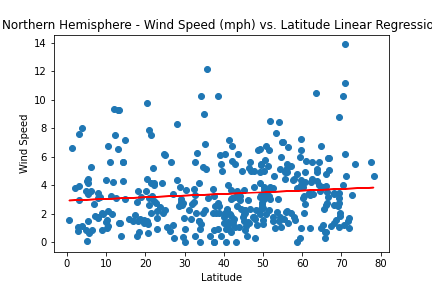 Northern Hemisphere - Wind Speed (mph) vs. Latitude Linear Regressio
14
12
10
8
6
4
2
0
Wind Speed
0 10 20 30 40 50 60 70 80
Latitude